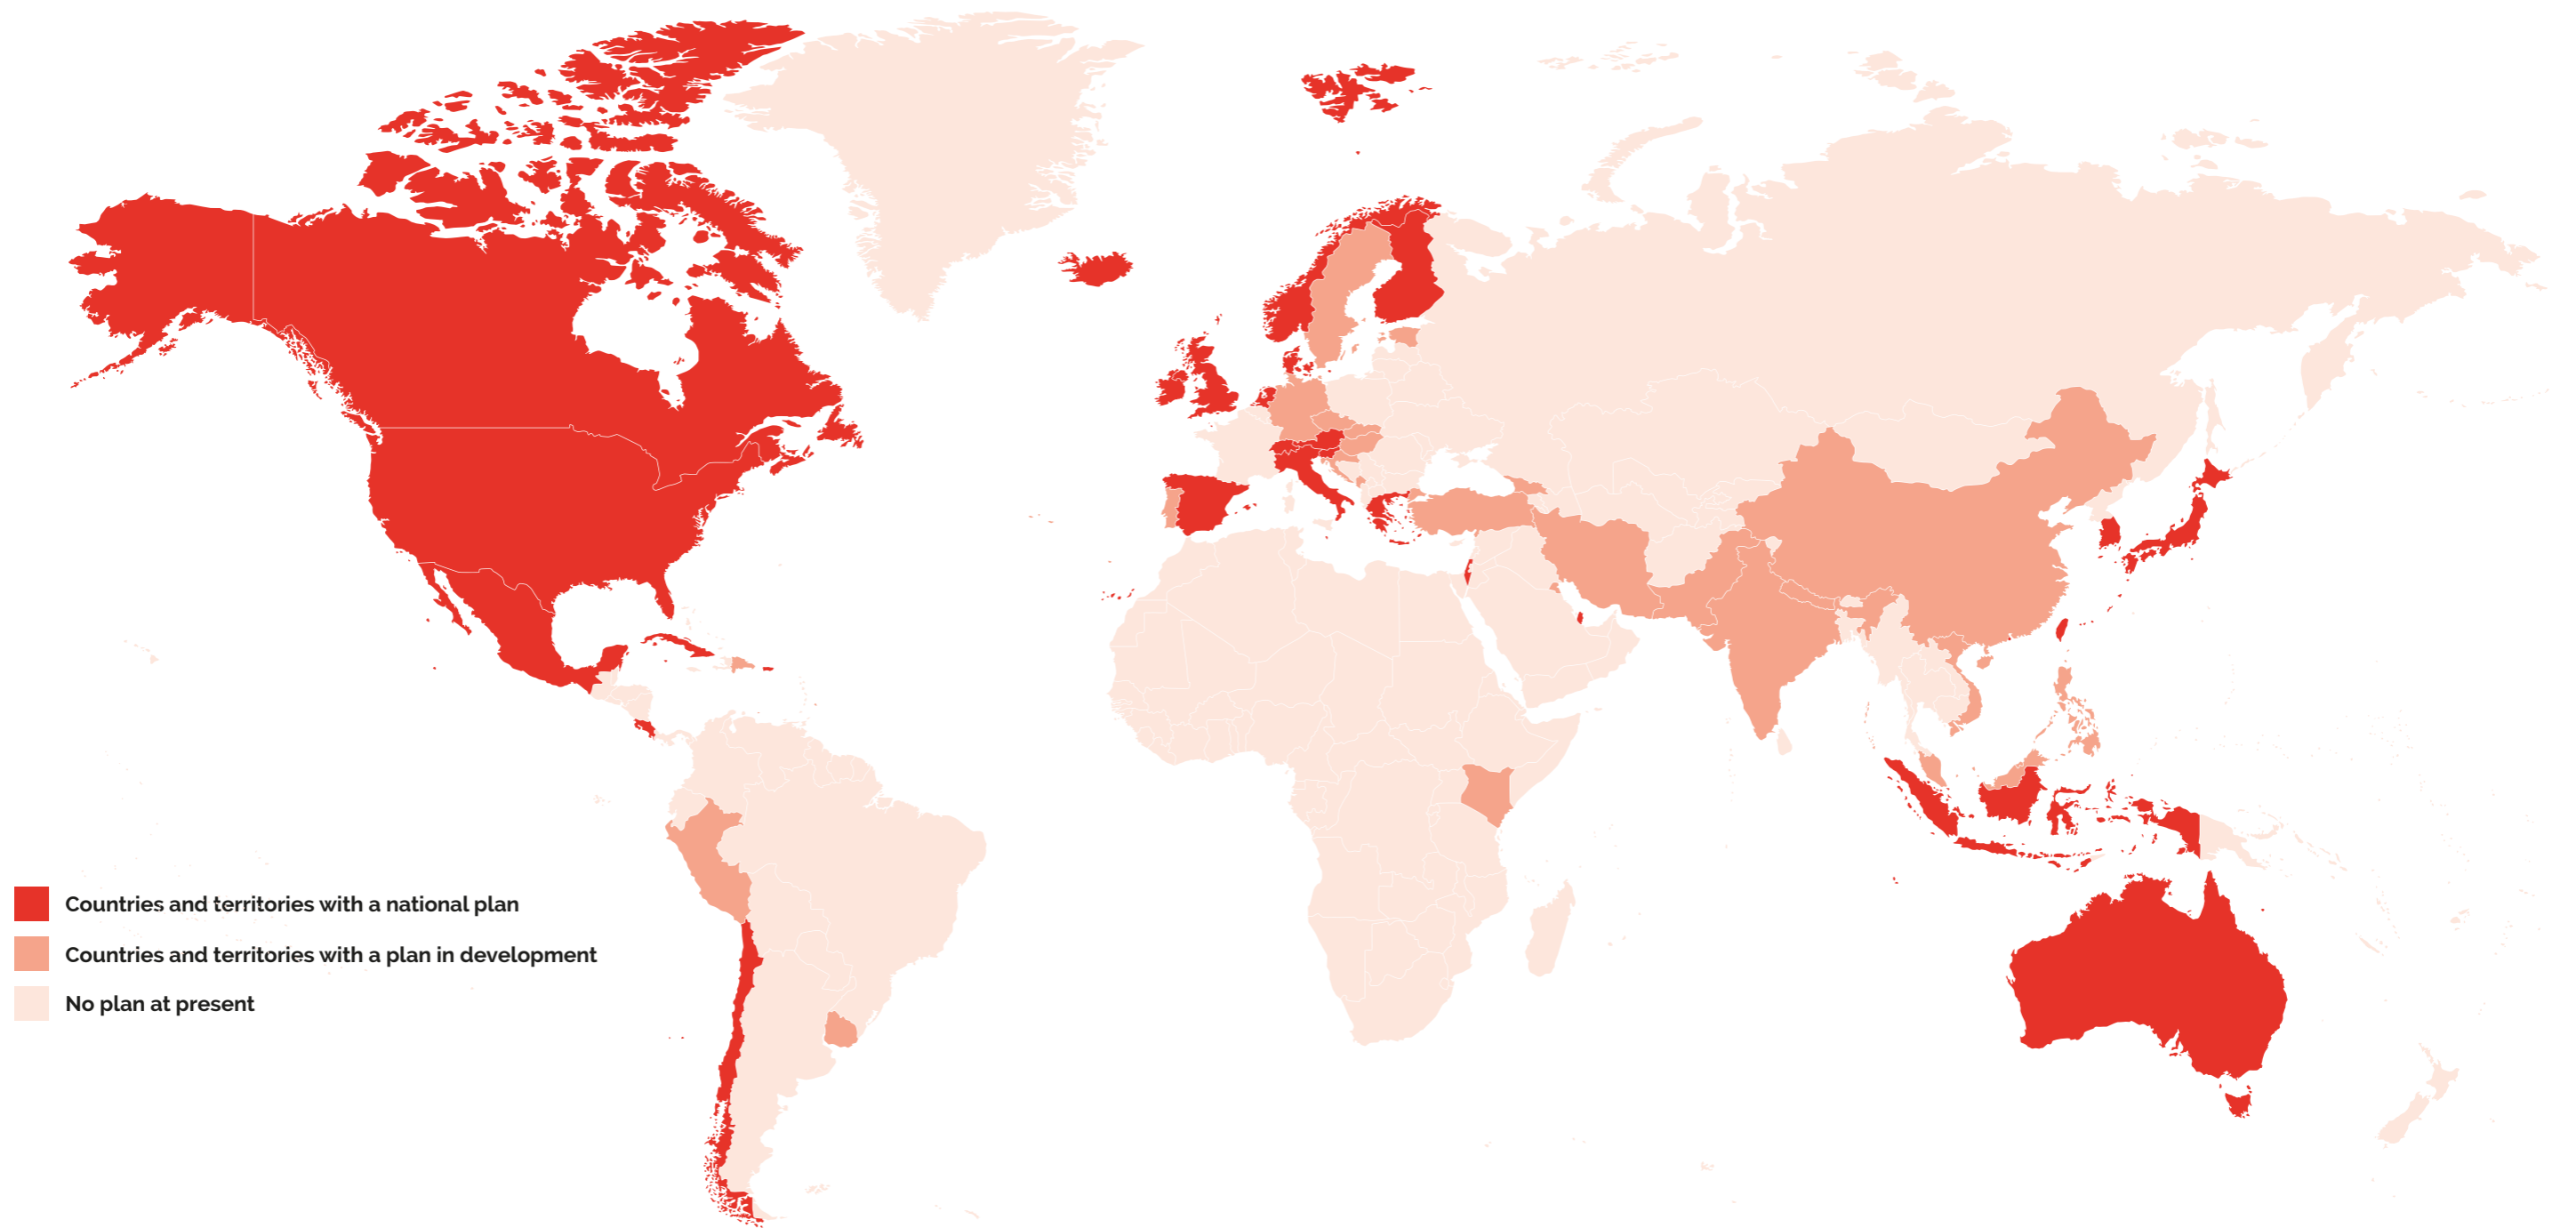 Countries and territories with a national plan
Countries and territories with a plan in development
No plan at present